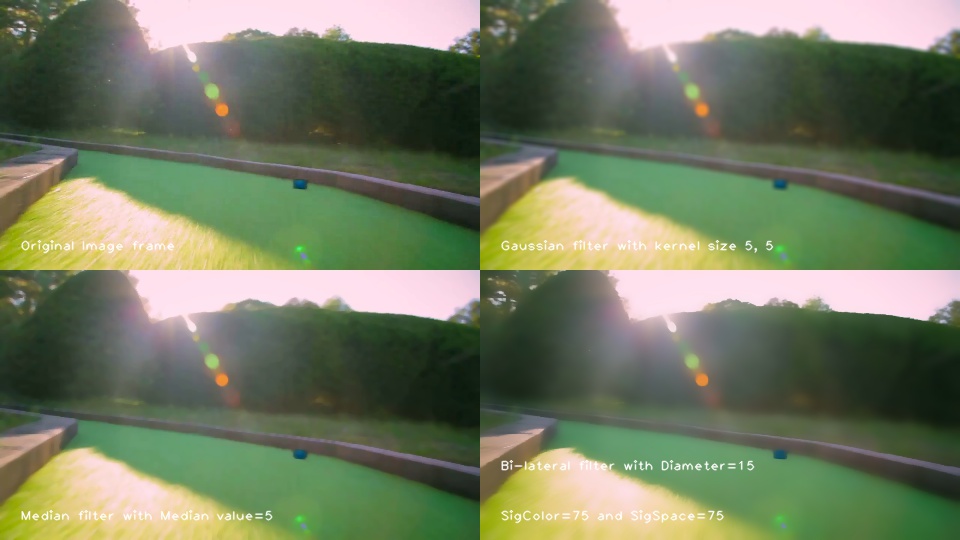 Original Image frame
Gaussian filter with kernel size 5, 5
Median filter with Median value=5
Bi-lateral filter with Diameter=15
SigColor=75 and SigSpace=75